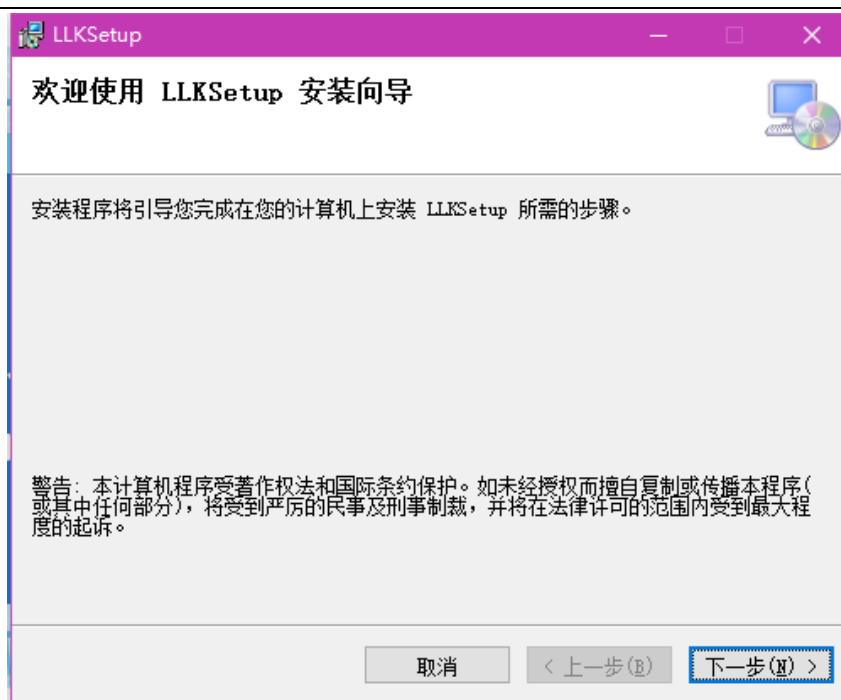 LLKSetup
欢迎使用 LLKSetup 安装向导
安装程序将引导您完成在您的计算机上安装 LLKSetup 所需的步骤。
警告: 本计算机程序受著作权法和国际条约保护。如未经授权而擅自复制或传播本程序(
或其中任何部分)，将受到严厉的民事及刑事制裁，并将在法律许可的范围内受到最大程
度的起诉。
取消 < 上一步(B) 下一步(N) >